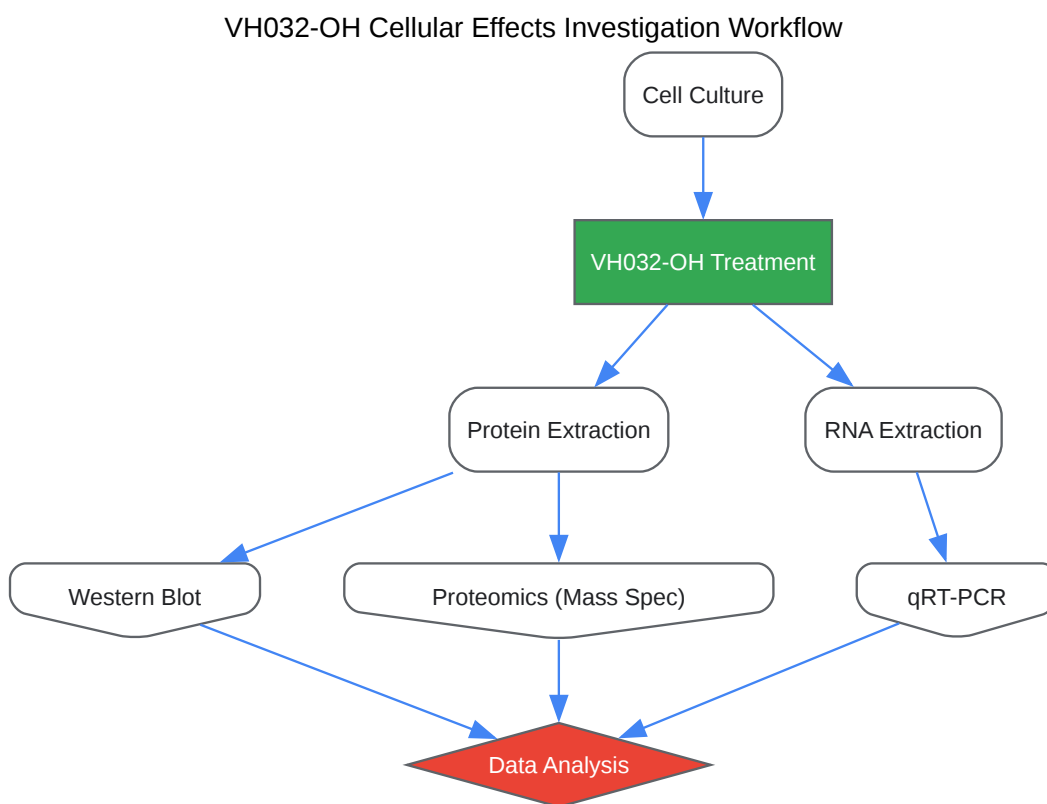 VH032-OH Cellular Effects Investigation Workflow
Cell Culture
VH032-OH Treatment
Protein Extraction
RNA Extraction
Western Blot
Proteomics (Mass Spec)
qRT-PCR
Data Analysis